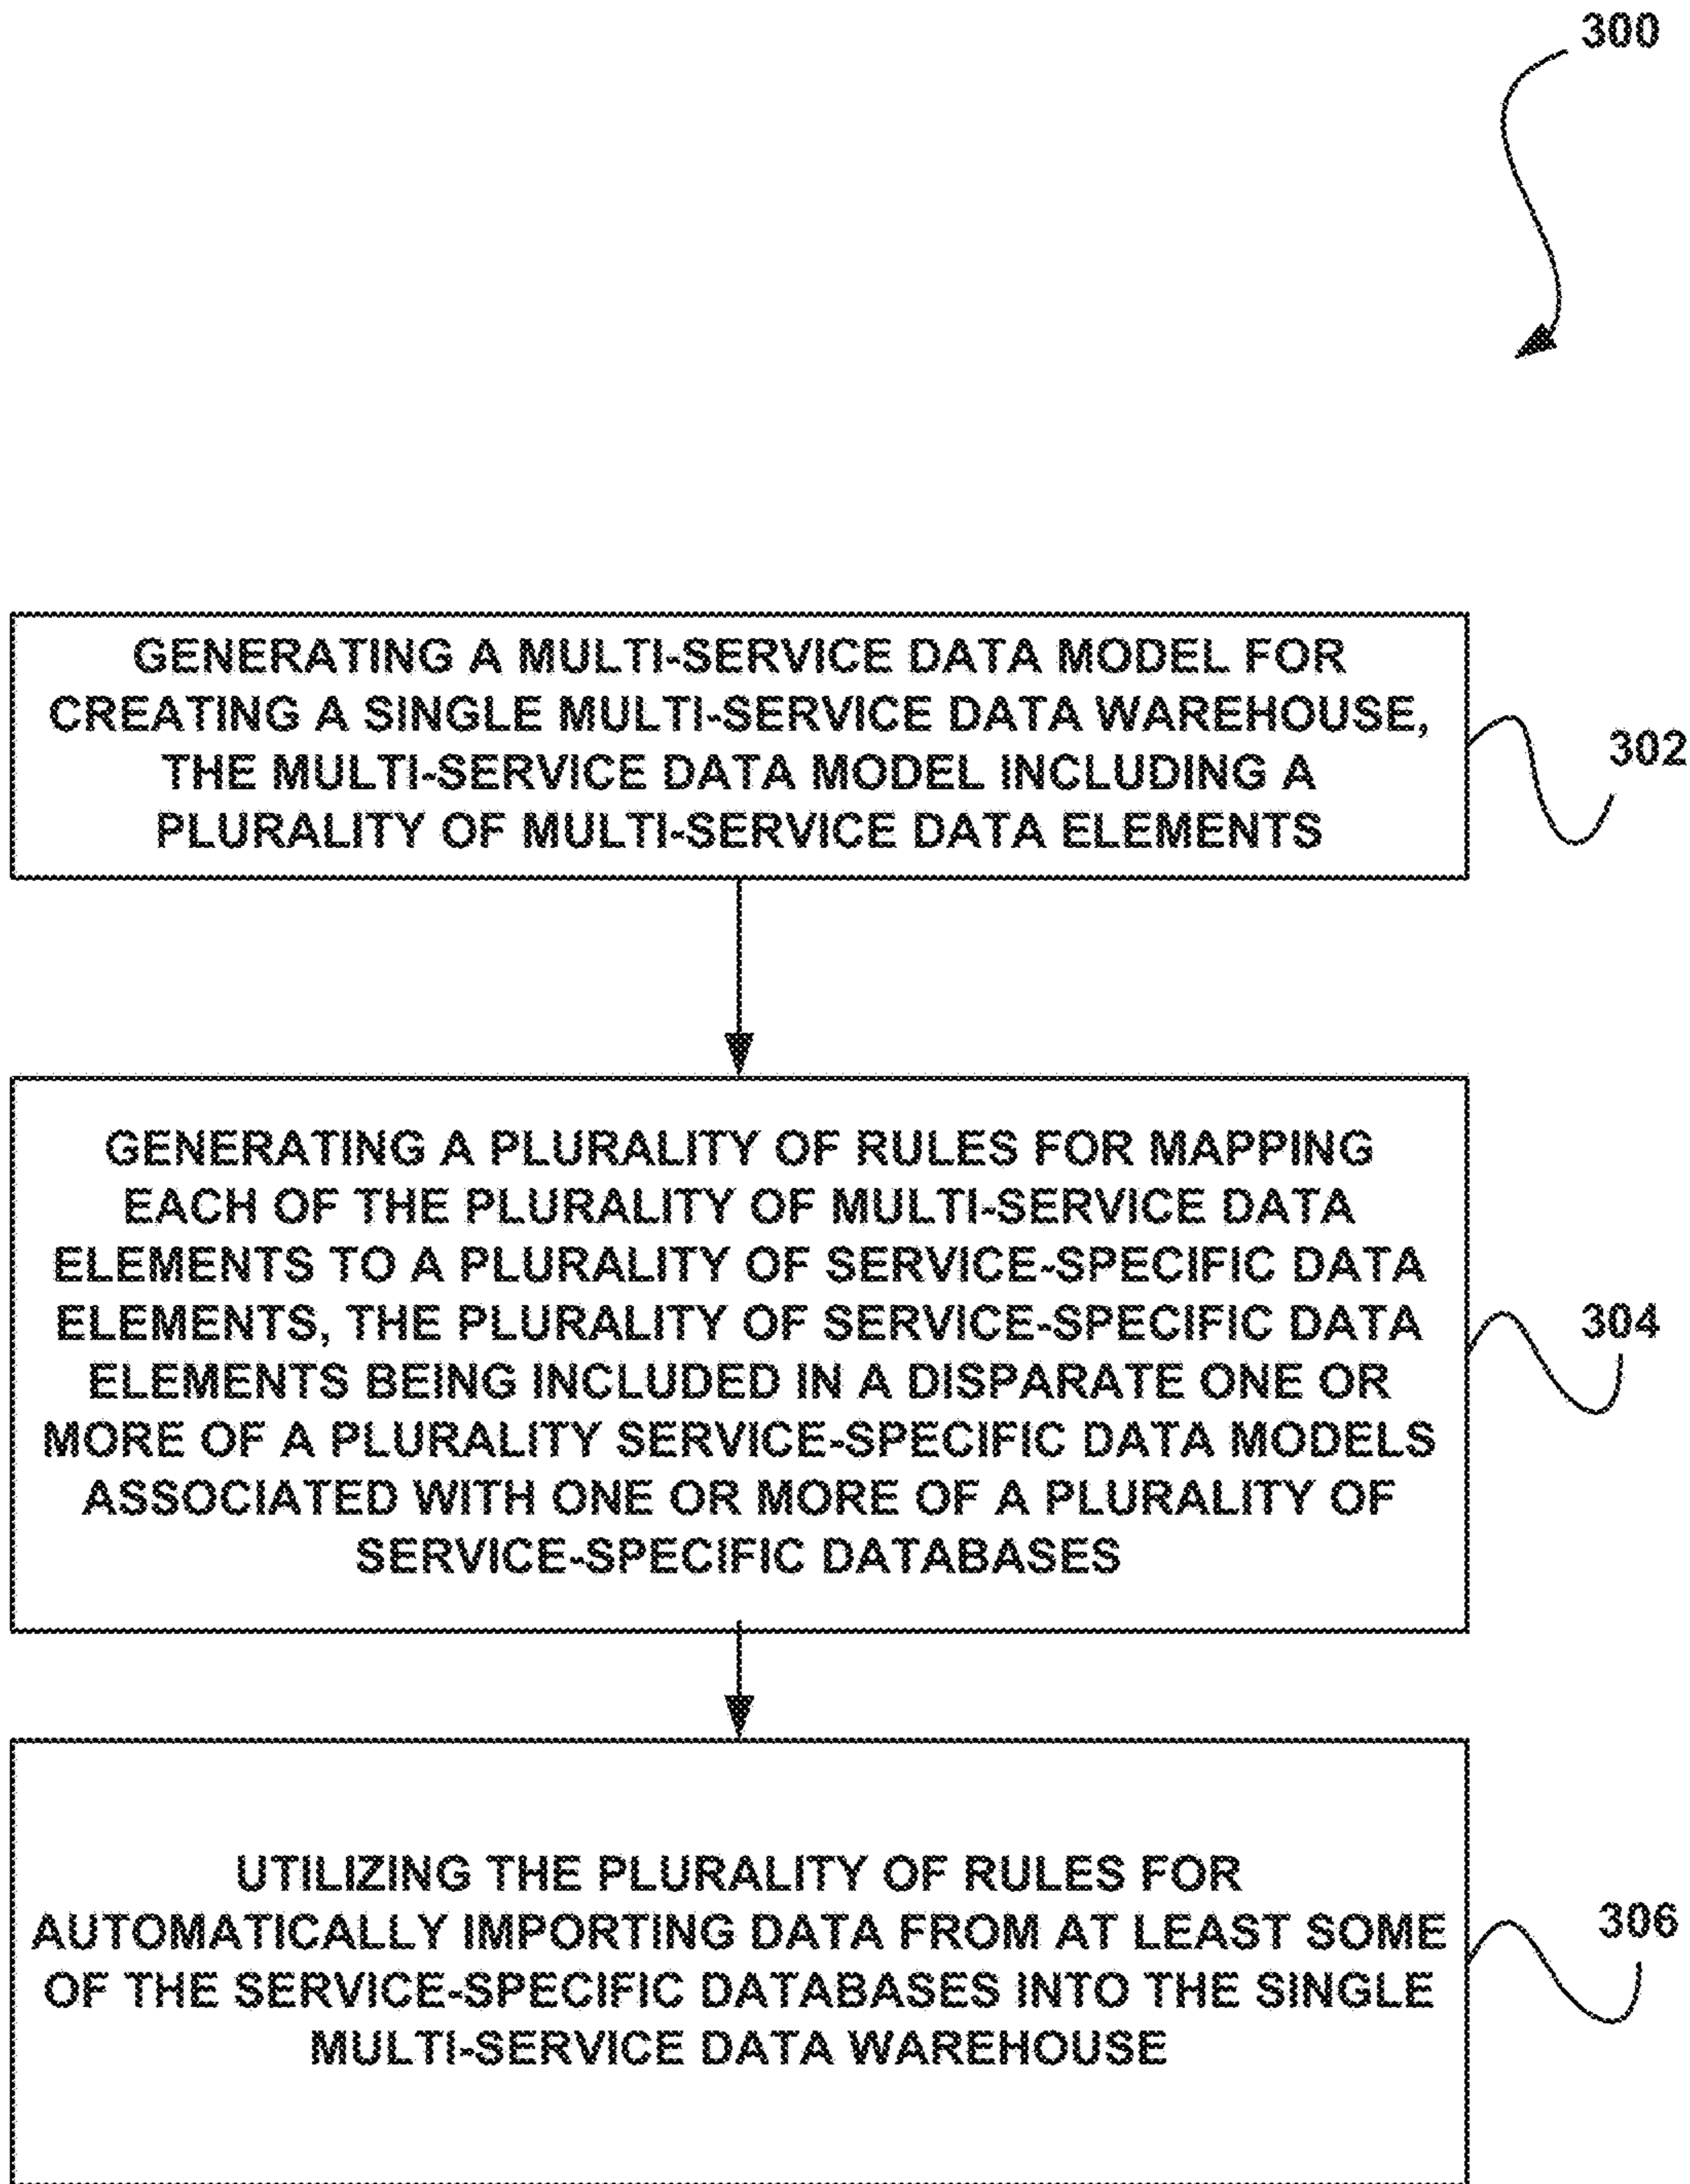 300
GENERATING A MULTI-SERVICE DATA MODEL FOR
CREATING A SINGLE MULTI-SERVICE DATA WAREHOUSE,
THE MULTI-SERVICE DATA MODEL INCLUDING A
PLURALITY OF MULTI-SERVICE DATA ELEMENTS
302
GENERATING A PLURALITY OF RULES FOR MAPPING
EACH OF THE PLURALITY OF MULTI-SERVICE DATA
ELEMENTS TO A PLURALITY OF SERVICE-SPECIFIC DATA
ELEMENTS, THE PLURALITY OF SERVICE-SPECIFIC DATA
ELEMENTS BEING INCLUDED IN A DISPARATE ONE OR
MORE OF A PLURALITY SERVICE-SPECIFIC DATA MODELS
ASSOCIATED WITH ONE OR MORE OF A PLURALITY OF
SERVICE-SPECIFIC DATABASES
304
UTILIZING THE PLURALITY OF RULES FOR
AUTOMATICALLY IMPORTING DATA FROM AT LEAST SOME
OF THE SERVICE-SPECIFIC DATABASES INTO THE SINGLE
MULTI-SERVICE DATA WAREHOUSE
306